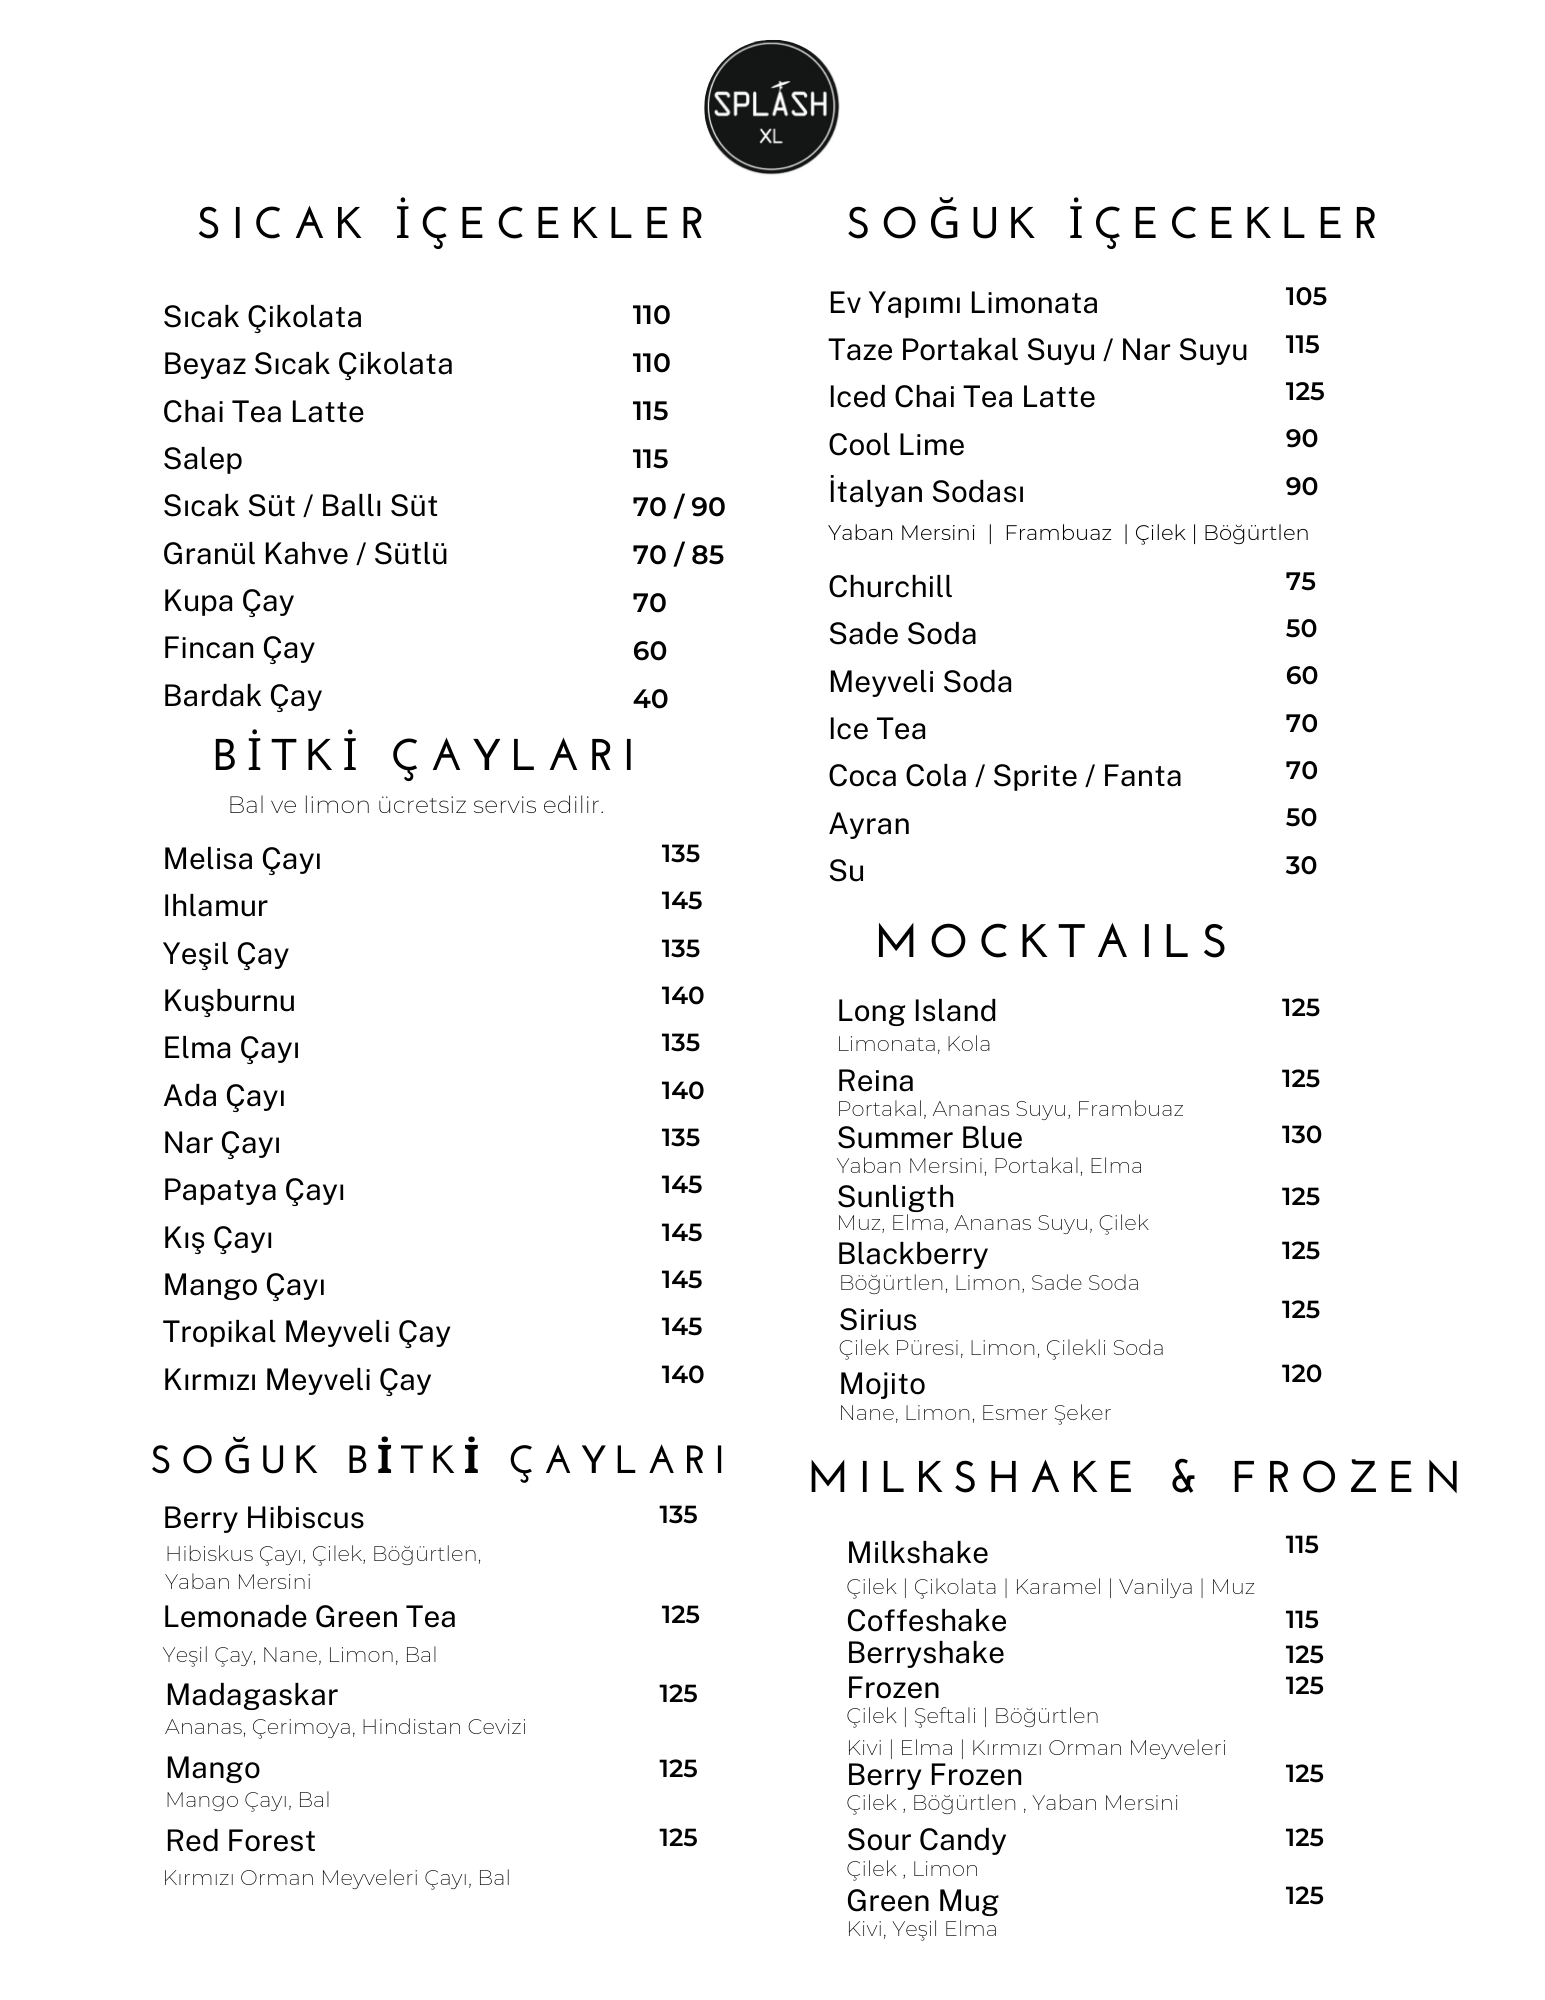 SPLASH
XL
SICAK İÇECEKLER
Sıcak Çikolata 110
Beyaz Sıcak Çikolata 110
Chai Tea Latte 115
Salep 115
Sıcak Süt / Ballı Süt 70 / 90
Granül Kahve / Sütlü 70 / 85
Kupa Çay 70
Fincan Çay 60
Bardak Çay 40
BİTKİ ÇAYLARI
Bal ve limon ücretsiz servis edilir.
Melisa Çayı 135
Ihlamur 145
Yeşil Çay 135
Kuşburnu 140
Elma Çayı 135
Ada Çayı 140
Nar Çayı 135
Papatya Çayı 145
Kış Çayı 145
Mango Çayı 145
Tropikal Meyveli Çay 145
Kırmızı Meyveli Çay 140
SOĞUK BİTKİ ÇAYLARI
Berry Hibiscus 135
Hibiskus Çayı, Çilek, Böğürtlen,
Yaban Mersini
Lemonade Green Tea 125
Yeşil Çay, Nane, Limon, Bal
Madagaskar 125
Ananas, Çerimoya, Hindistan Cevizi
Mango 125
Mango Çayı, Bal
Red Forest 125
Kırmızı Orman Meyveleri Çayı, Bal
SOĞUK İÇECEKLER
Ev Yapımı Limonata 105
Taze Portakal Suyu / Nar Suyu 115
Iced Chai Tea Latte 125
Cool Lime 90
İtalyan Sodası 90
Yaban Mersini | Frambuaz | Çilek | Böğürtlen
Churchill 75
Sade Soda 50
Meyveli Soda 60
Ice Tea 70
Coca Cola / Sprite / Fanta 70
Ayran 50
Su 30
MOCKTAILS
Long Island 125
Limonata, Kola
Reina 125
Portakal, Ananas Suyu, Frambuaz
Summer Blue 130
Yaban Mersini, Portakal, Elma
Sunligth 125
Muz, Elma, Ananas Suyu, Çilek
Blackberry 125
Böğürtlen, Limon, Sade Soda
Sirius 125
Çilek Püresi, Limon, Çilekli Soda
Mojito 120
Nane, Limon, Esmer Şeker
MILKSHAKE & FROZEN
Milkshake 115
Çilek | Çikolata | Karamel | Vanilya | Muz
Coffeshake 115
Berryshake 125
Frozen 125
Çilek | Şeftali | Böğürtlen
Kivi | Elma | Kırmızı Orman Meyveleri
Berry Frozen 125
Çilek , Böğürtlen , Yaban Mersini
Sour Candy 125
Çilek , Limon
Green Mug 125
Kivi, Yeşil Elma